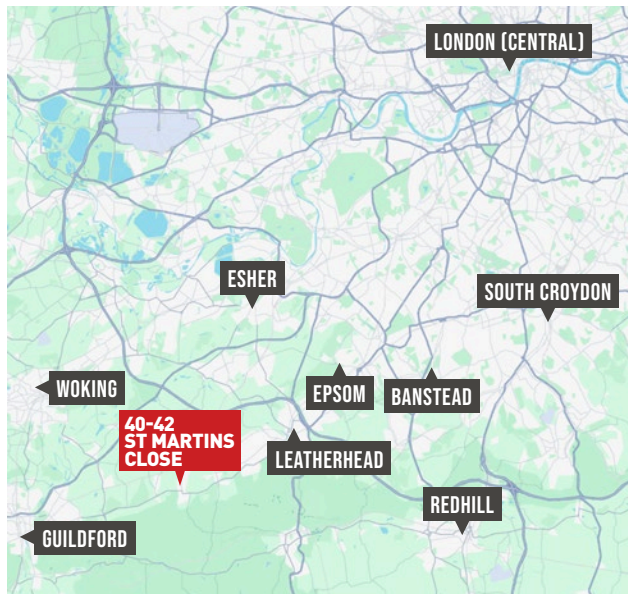 LONDON (CENTRAL)
ESHER
SOUTH CROYDON
WOKING
EPSOM
BANSTEAD
40-42
ST MARTINS
CLOSE
LEATHERHEAD
REDHILL
GUILDFORD